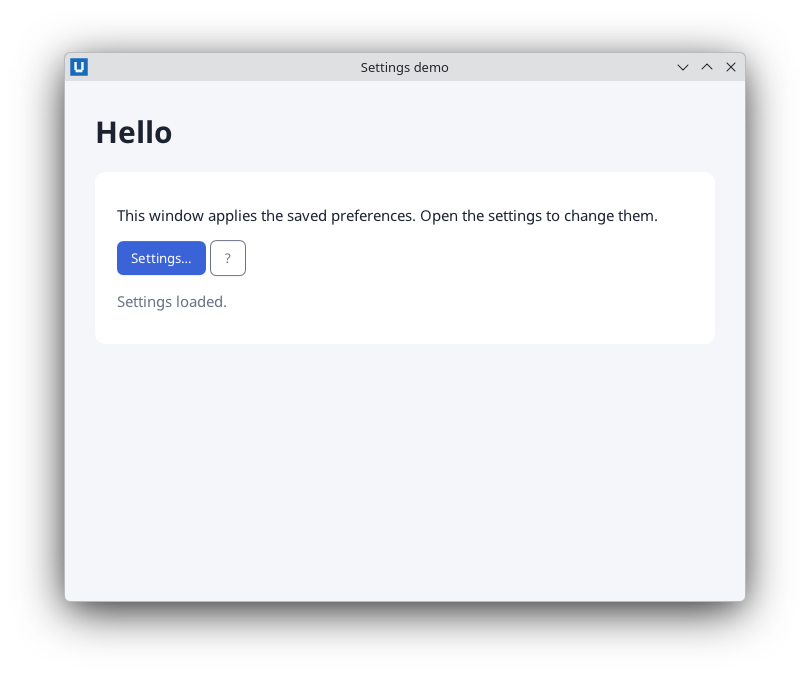 Settings demo
Hello
This window applies the saved preferences. Open the settings to change them.
Settings... ?
Settings loaded.